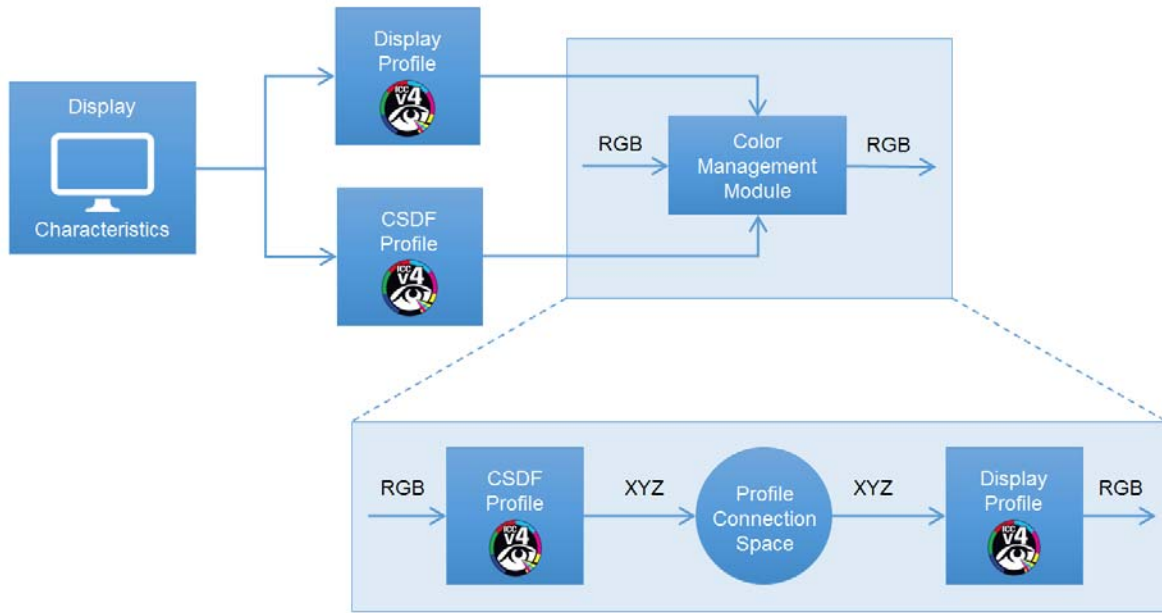 Display
Characteristics
Display
Profile
ICC
v4
CSDF
Profile
ICC
v4
RGB
Color
Management
Module
RGB
RGB
CSDF
Profile
ICC
v4
XYZ
Profile
Connection
Space
XYZ
Display
Profile
ICC
v4
RGB